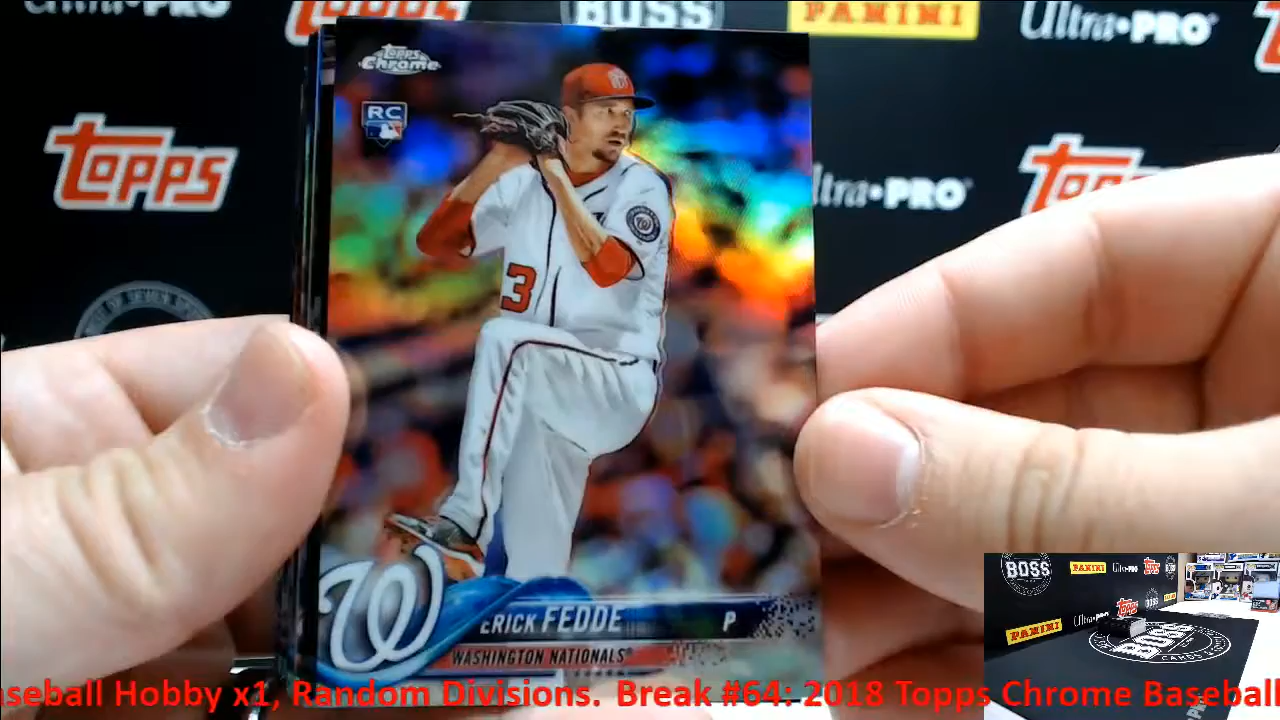 BOSS
PANINI
Ultra·PRO
TOPPS
TOPPS
ltra·PRO
Topps
Chrome
RC
3
W
ERICK FEDDE P
WASHINGTON NATIONALS®
BOSS
PANINI
Ultra·PRO
TOPPS
PANINI
TOPPS
BOSS
aseball Hobby x1, Random Divisions. Break #64: 2018 Topps Chrome Baseball